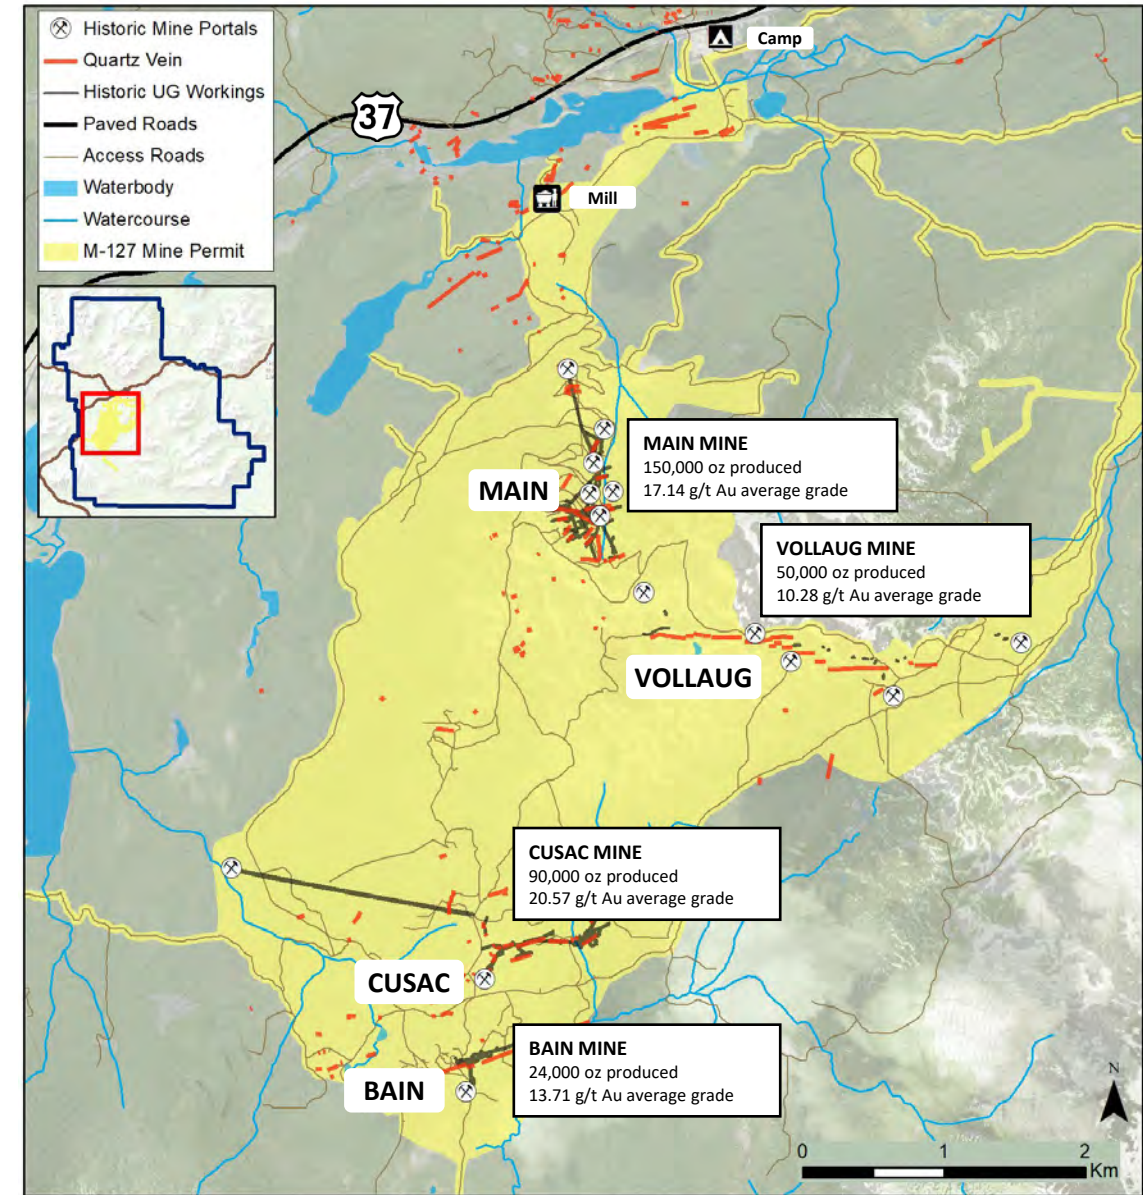 Historic Mine Portals
Quartz Vein
Historic UG Workings
Paved Roads
Access Roads
Waterbody
Watercourse
M-127 Mine Permit
Camp
37
Mill
MAIN
MAIN MINE
150,000 oz produced
17.14 g/t Au average grade
VOLLAUG MINE
50,000 oz produced
10.28 g/t Au average grade
VOLLAUG
CUSAC MINE
90,000 oz produced
20.57 g/t Au average grade
CUSAC
BAIN MINE
24,000 oz produced
13.71 g/t Au average grade
BAIN
N
0 1 2
Km